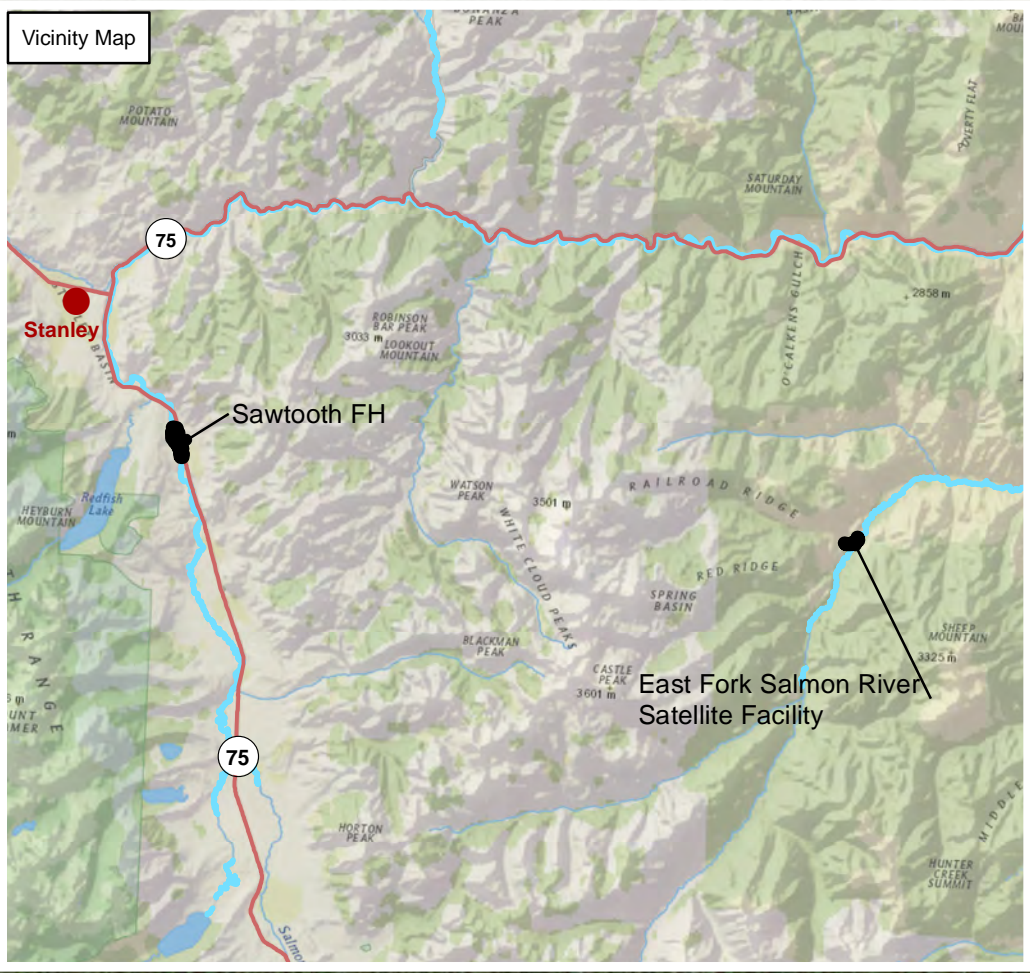 Vicinity Map
BONANZA
PEAK
POTATO
MOUNTAIN
POVERTY FLAT
SATURDAY
MOUNTAIN
75
2858 m
O'CALKENS GULCH
Stanley
BASIN
ROBINSON
BAR PEAK
3033 m
LOOKOUT
MOUNTAIN
Sawtooth FH
Redfish
Lake
HEYBURN
MOUNTAIN
WATSON
PEAK
3501 m
RAILROAD RIDGE
WHITE CLOUD PEAKS
RED RIDGE
SPRING
BASIN
SHEEP
MOUNTAIN
3325 m
BLACKMAN
PEAK
CASTLE
PEAK
3601 m
East Fork Salmon River
Satellite Facility
RANGE
75
HORTON
PEAK
MIDDLE
HUNTER
CREEK
SUMMIT